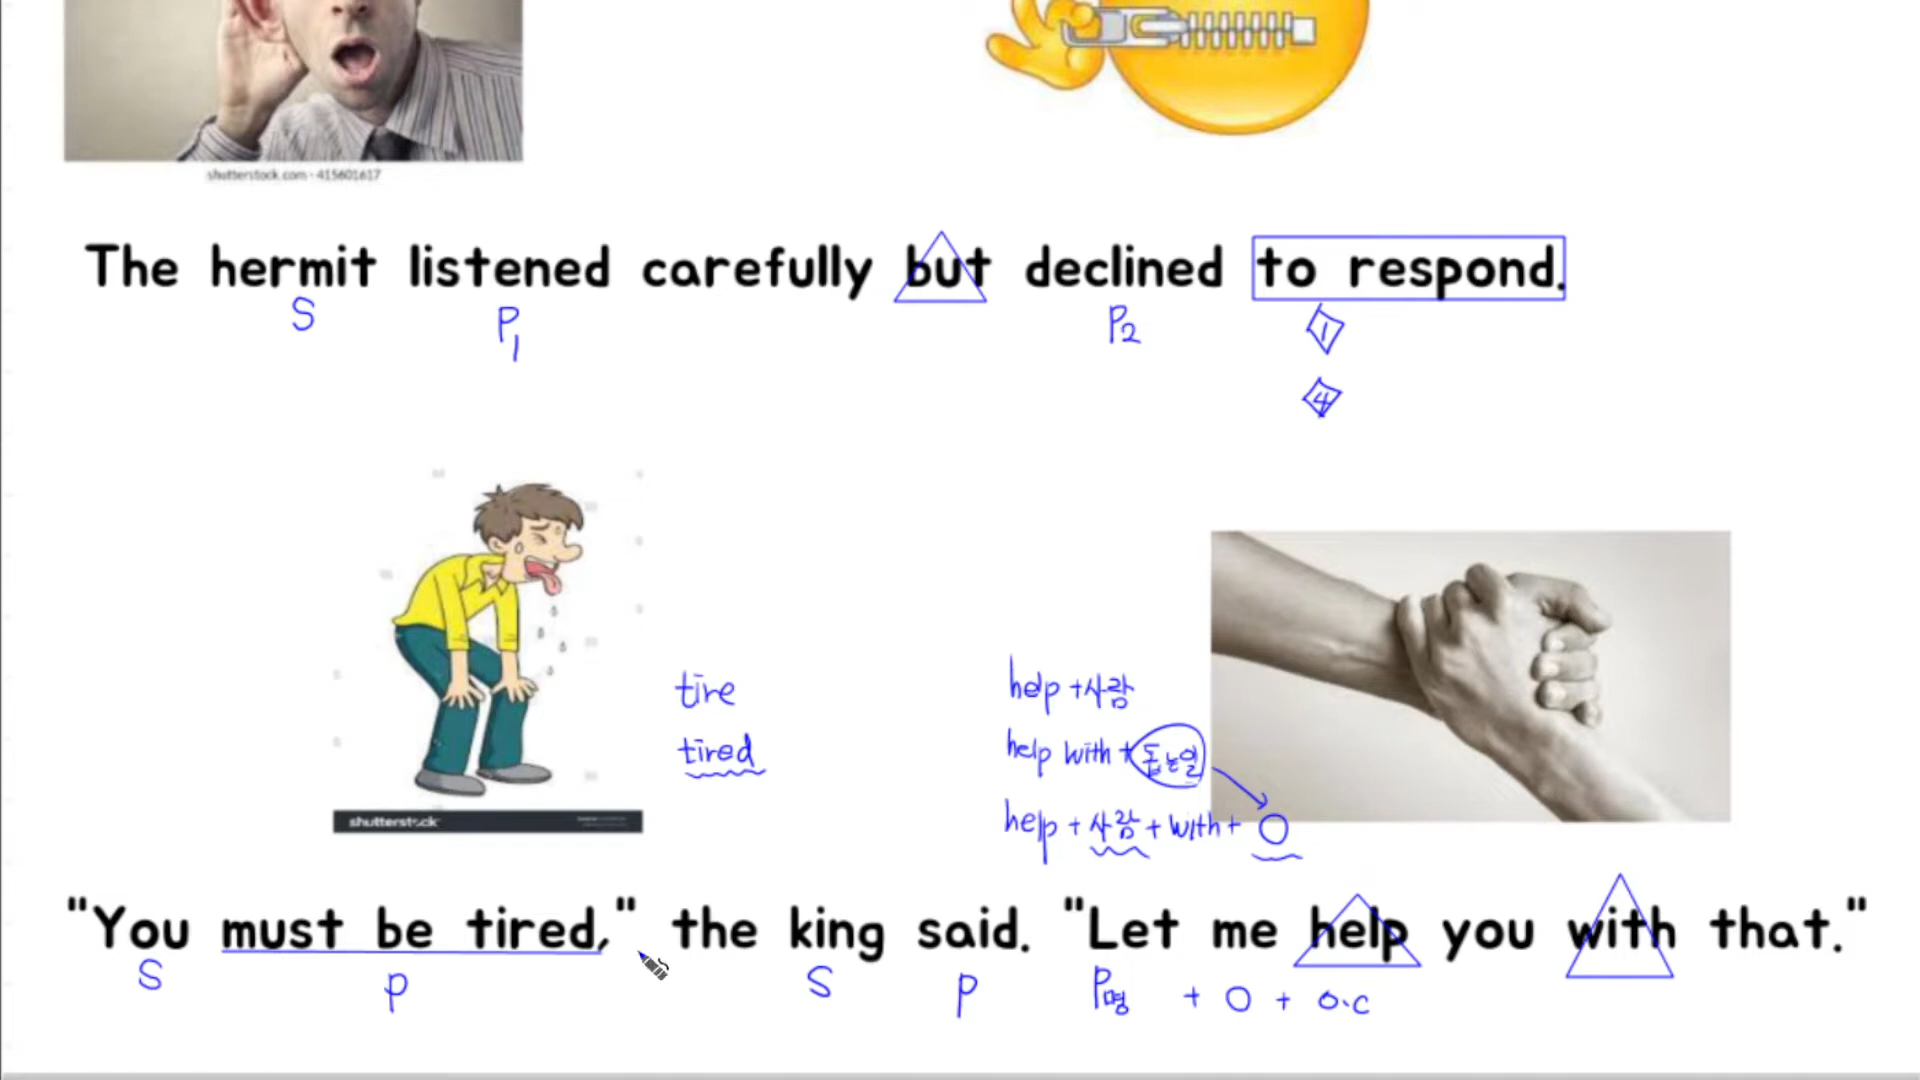 shutterstock.com · 415601617
The hermit listened carefully but declined to respond.
S P1 P2 1
4
tire
tired
help +사람
help with + 돕는일
help + 사람 + with + O
shutterstock
"You must be tired," the king said. "Let me help you with that."
S P S P P명 + O + O.C